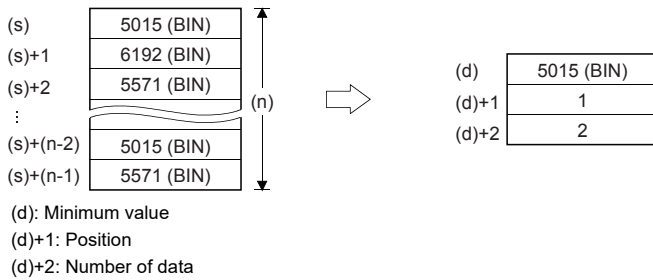 (s) 5015 (BIN)
(s)+1 6192 (BIN)
(s)+2 5571 (BIN)
⋮
(n)
(s)+(n-2) 5015 (BIN)
(s)+(n-1) 5571 (BIN)
(d) 5015 (BIN)
(d)+1 1
(d)+2 2
(d): Minimum value
(d)+1: Position
(d)+2: Number of data